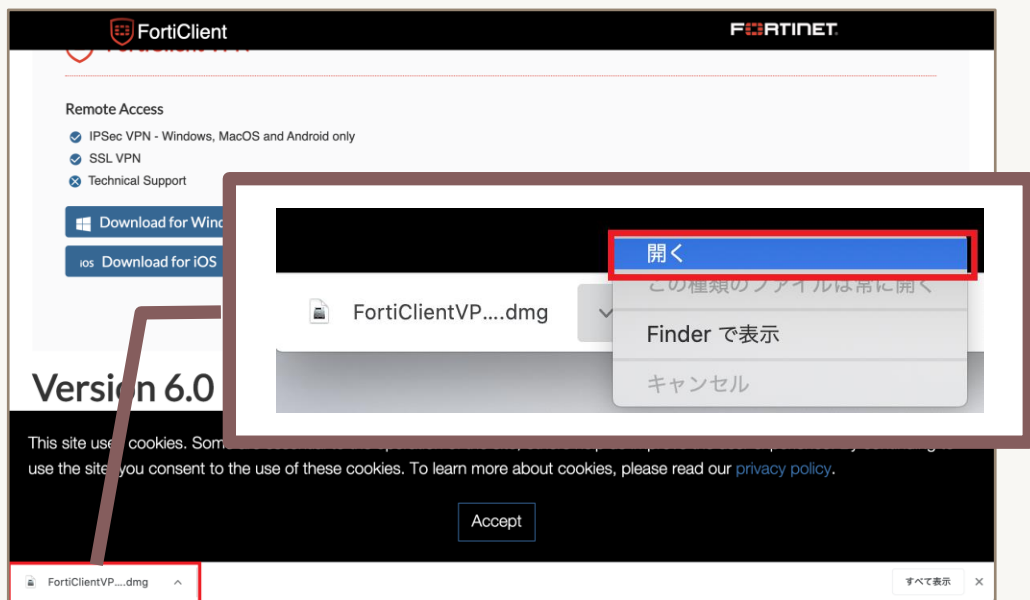 FortiClient
FORTINET
Remote Access
IPSec VPN - Windows, MacOS and Android only
SSL VPN
Technical Support
Download for Wind
iOS Download for iOS
開く
この種類のファイルは常に開く
FortiClientVP....dmg
Finder で表示
キャンセル
Version 6.0
This site uses cookies. Som
use the site, you consent to the use of these cookies. To learn more about cookies, please read our privacy policy.
Accept
FortiClientVP....dmg
すべて表示